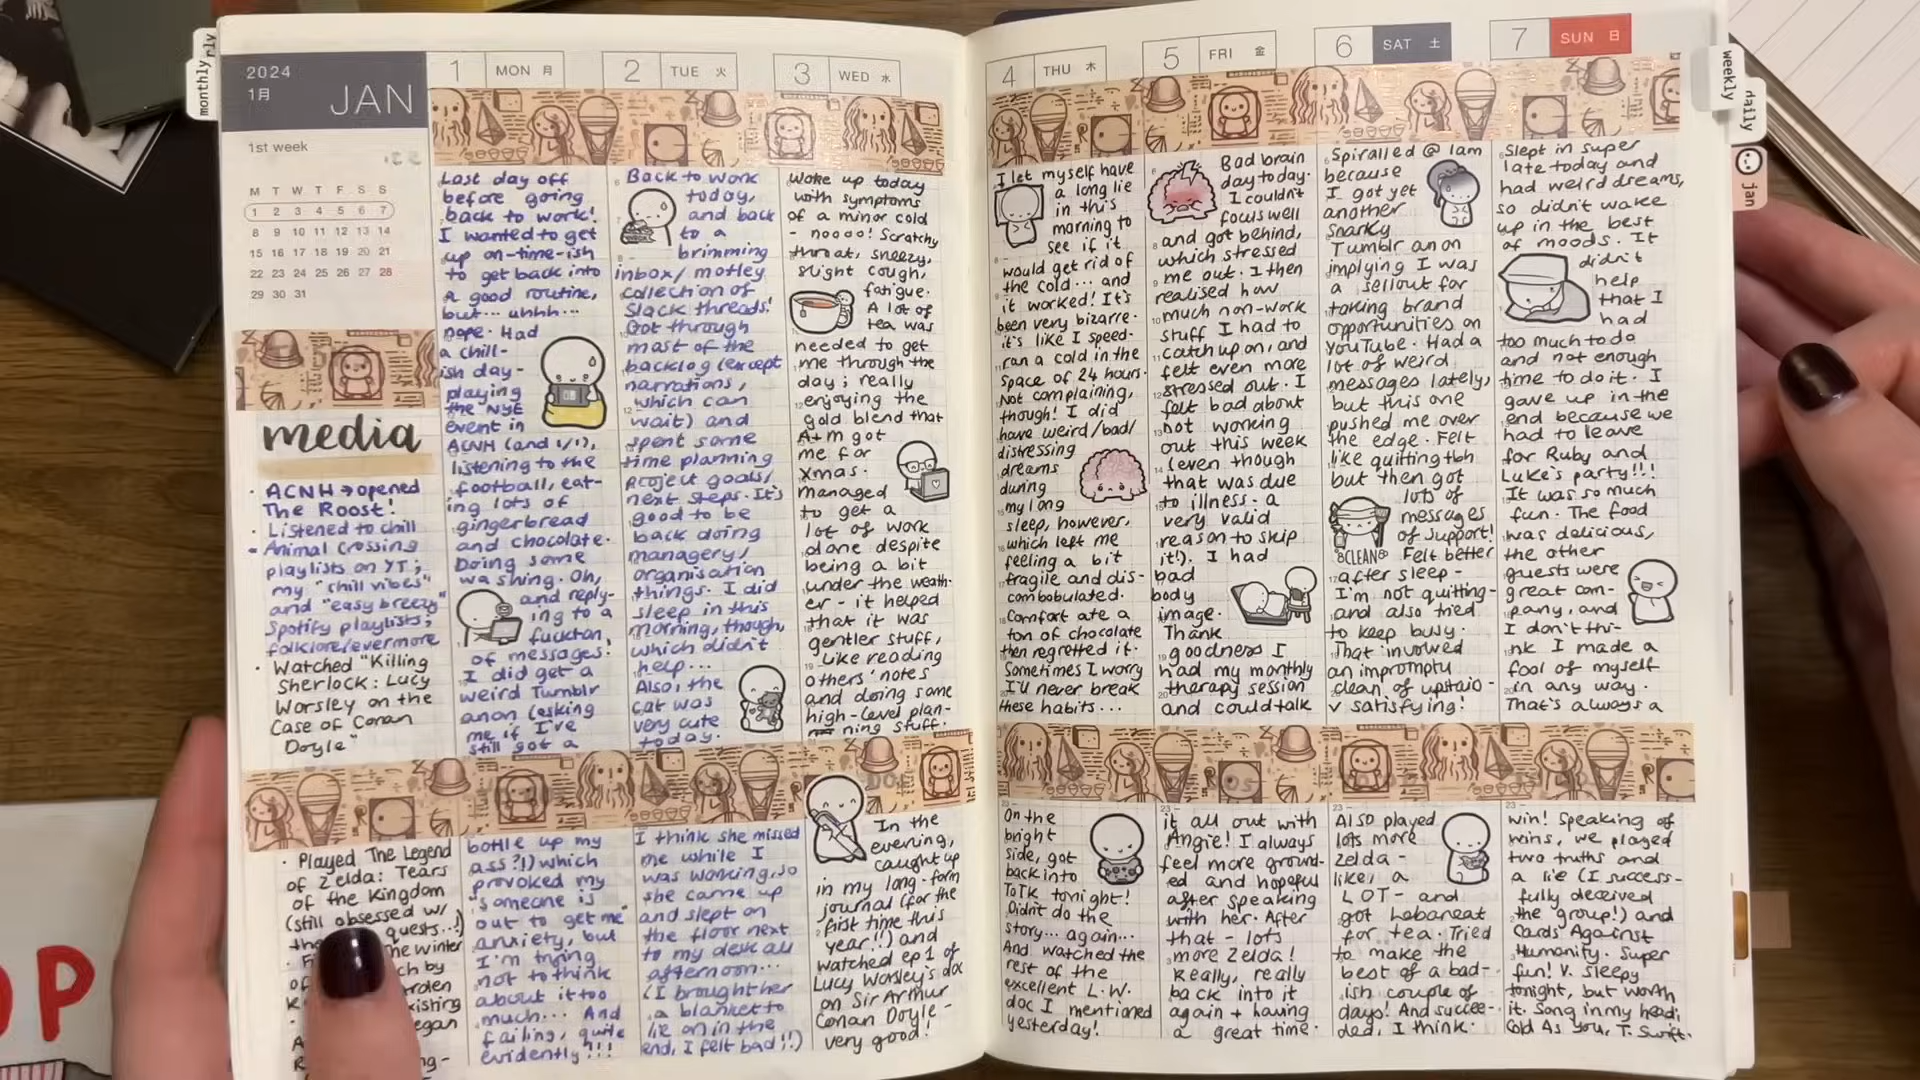 monthly
2024
1月
JAN
1st week
M T W T F S S
1 2 3 4 5 6 7
8 9 10 11 12 13 14
15 16 17 18 19 20 21
22 23 24 25 26 27 28
29 30 31
media
· ACNH → opened
The Roost!
· Listened to chill
Animal Crossing
playlists on YT;
my "chill vibes"
and "easy breezy"
Spotify playlists;
folklore/evermore
· Watched "Killing
Sherlock: Lucy
Worsley on the
Case of Conan
Doyle"
· Played The Legend
of Zelda: Tears
of the Kingdom
(still obsessed w/
quests...!)
winter
by
1 MON 月
Last day off
before going
back to work!
I wanted to get
up on-time-ish
to get back into
a good routine,
but... uhhh...
nope. Had
a chill-
ish day-
playing
the NYE
event in
ACNH (and 1/1),
listening to the
football, eat-
ing lots of
gingerbread
and chocolate.
Doing some
washing. Oh,
and reply-
ing to a
fuckton
of messages!
I did get a
weird Tumblr
anon (asking
me if I've
still got a
bottle up my
ass?!) which
provoked my
"someone is
out to get me"
anxiety, but
I'm trying
not to think
about it too
much... And
failing, quite
evidently!!!
2 TUE 火
Back to work
today,
and back
to a
brimming
inbox/ motley
collection of
Slack threads!
Got through
most of the
backlog (except
narrations,
which can
wait) and
spent some
time planning
project goals/
next steps. It's
good to be
back doing
managery/
organisation
things. I did
sleep in this
morning, though,
which didn't
help...
Also, the
cat was
very cute
today.
I think she missed
me while I
was working, so
she came up
and slept on
the floor next
to my desk all
afternoon...
(I brought her
a blanket to
lie on in the
end, I felt bad!!)
3 WED 水
Woke up today
with symptoms
of a minor cold
- nooo! Scratchy
throat, sneezy,
slight cough,
fatigue.
A lot of
tea was
needed to get
me through the
day; really
enjoying the
gold blend that
A+M got
me for
Xmas.
Managed
to get a
lot of work
done despite
being a bit
under the weath-
er - it helped
that it was
gentler stuff,
like reading
others' notes
and doing some
high-level plan-
ning stuff.
In the
evening,
caught up
in my long-form
journal (for the
first time this
year!!) and
watched ep 1 of
Lucy Worsley's doc
on Sir Arthur
Conan Doyle -
very good!
4 THU 木
I let myself have
a long lie
in this
morning to
see if it
would get rid of
the cold... and
it worked! It's
been very bizarre.
it's like I speed-
ran a cold in the
space of 24 hours.
Not complaining,
though! I did
have weird/bad/
distressing
dreams
during
my long
sleep, however,
which left me
feeling a bit
fragile and dis-
combobulated.
Comfort ate a
ton of chocolate
then regretted it.
Sometimes I worry
I'll never break
these habits...
On the
bright
side, got
back into
ToTK tonight!
Didn't do the
story... again...
And watched the
rest of the
excellent L.W.
doc I mentioned
yesterday!
5 FRI 金
Bad brain
day today.
I couldn't
focus well
and got behind,
which stressed
me out. I then
realised how
much non-work
stuff I had to
catch up on, and
felt even more
stressed out. I
felt bad about
not working
out this week
(even though
that was due
to illness - a
very valid
reason to skip
it!). I had
bad
body
image.
Thank
goodness I
had my monthly
therapy session
and could talk
it all out with
Angie! I always
feel more ground-
ed and hopeful
after speaking
with her. After
that - lots
more Zelda!
Really, really
back into it
again + having
a great time.
6 SAT 土
Spiralled @ 1am
because
I got yet
another
snarky
Tumblr anon
implying I was
a sellout for
taking brand
opportunities on
YouTube. Had a
lot of weird
messages lately,
but this one
pushed me over
the edge. Felt
like quitting tbh
but then got
lots of
messages
of support!
Felt better
CLEAN
after sleep-
I'm not quitting-
and also tried
to keep busy.
That involved
an impromptu
clean of upstairs -
v satisfying!
Also played
lots more
Zelda -
like, a
LOT - and
got Lebaneat
for tea. Tried
to make the
best of a bad-
ish couple of
days! And succee-
ded, I think.
7 SUN 日
Slept in super
late today and
had weird dreams,
so didn't wake
up in the best
of moods. It
didn't
help
that I
had
too much to do
and not enough
time to do it. I
gave up in the
end because we
had to leave
for Ruby and
Luke's party!!!
It was so much
fun. The food
was delicious,
the other
guests were
great com-
pany, and
I don't thi-
nk I made a
fool of myself
in any way.
That's always a
win! Speaking of
wins, we played
two truths and
a lie (I success-
fully deceived
the group!) and
Cards Against
Humanity. Super
fun! V. sleepy
tonight, but worth
it. Song in my head:
Cold As You, T. Swift.
weekly
daily
jan